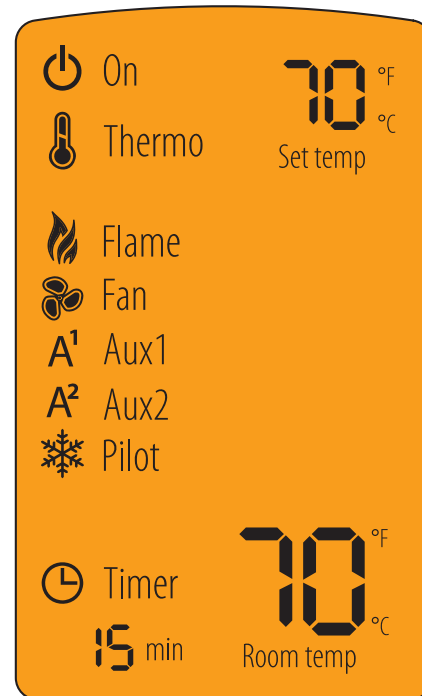 On
70 °F
°C
Set temp
Thermo
Flame
Fan
A¹ Aux1
A² Aux2
Pilot
Timer
15 min
70 °F
°C
Room temp